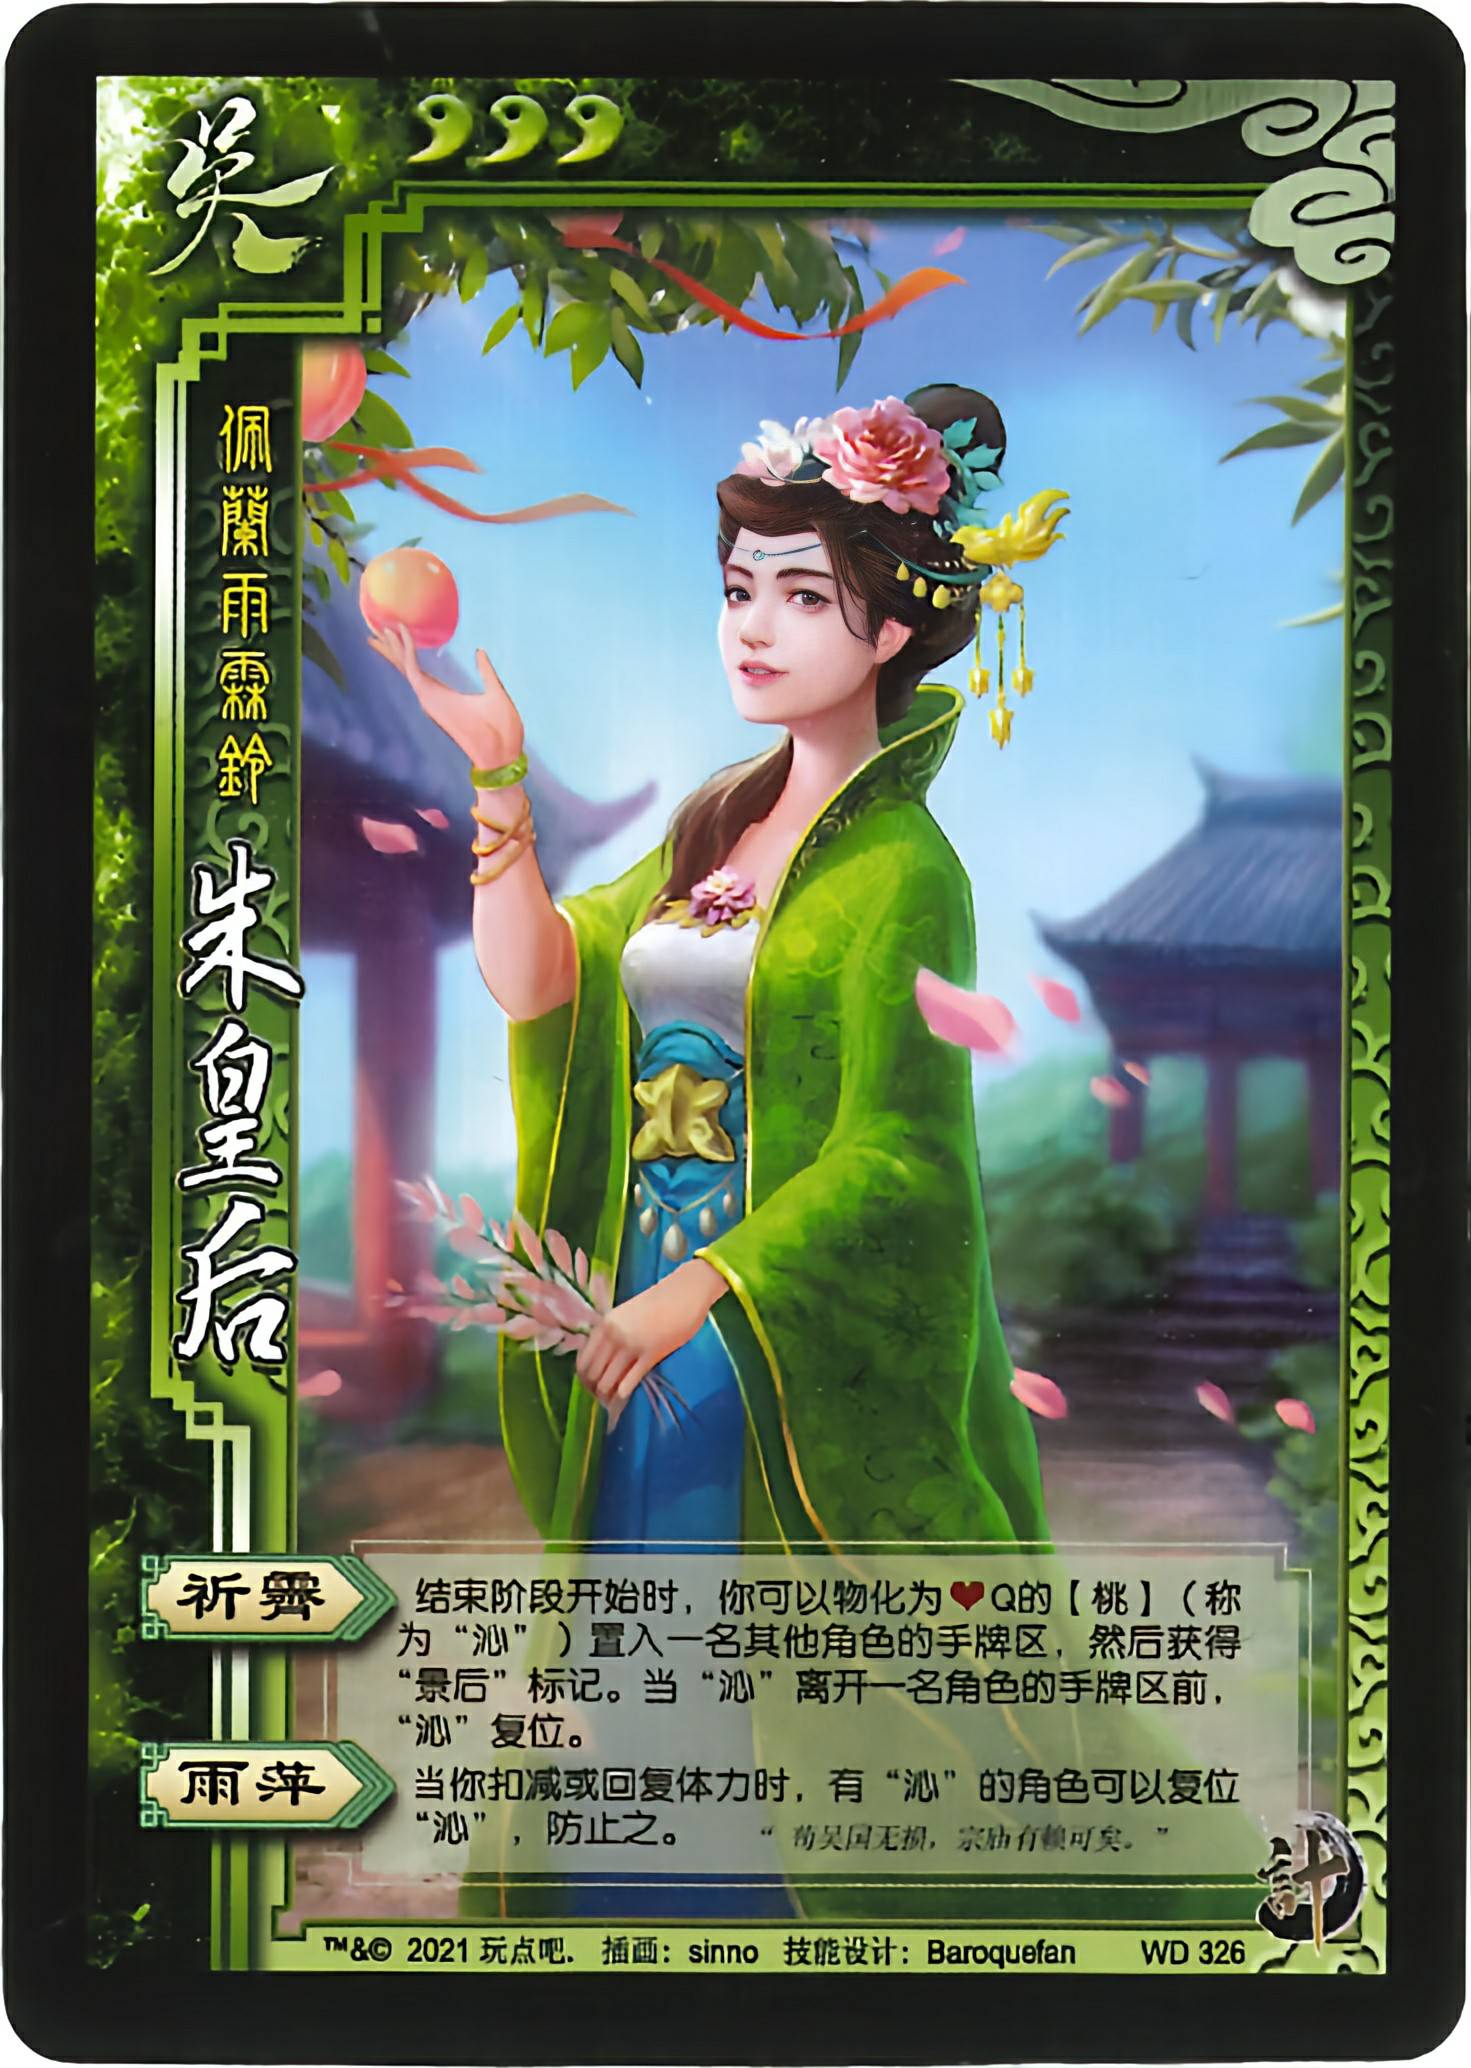 吴
佩蘭雨霖鈴
朱皇后
祈霽
结束阶段开始时，你可以物化为❤Q的【桃】（称
为“沁”）置入一名其他角色的手牌区，然后获得
“景后”标记。当“沁”离开一名角色的手牌区前，
“沁”复位。
雨萍
当你扣减或回复体力时，有“沁”的角色可以复位
“沁”，防止之。
“苟吴国无损，宗庙有赖可矣。”
計
™&© 2021 玩点吧. 插画：sinno 技能设计：Baroquefan WD 326